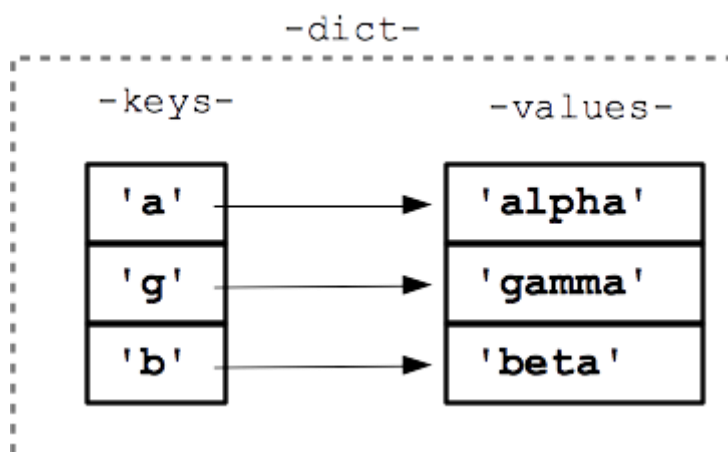 -dict-
-keys- -values-
'a' 'alpha'
'g' 'gamma'
'b' 'beta'